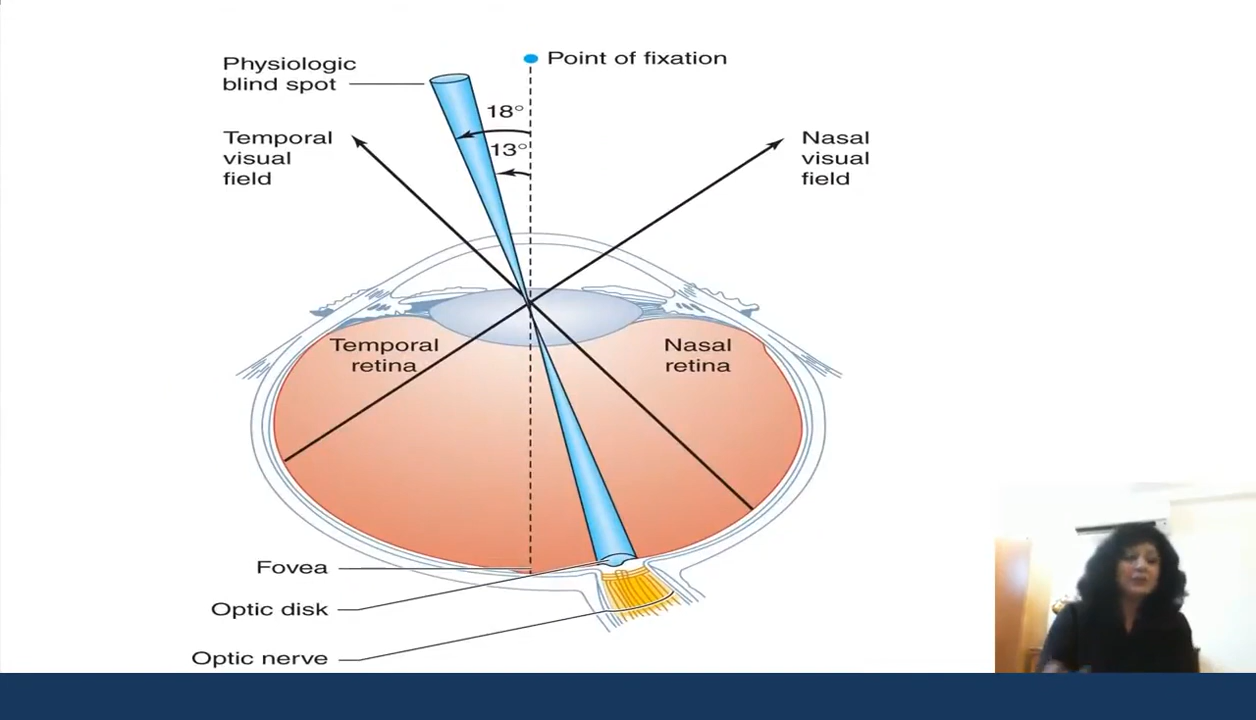 Physiologic
blind spot
Point of fixation
18°
Temporal
visual
field
13°
Nasal
visual
field
Temporal
retina
Nasal
retina
Fovea
Optic disk
Optic nerve